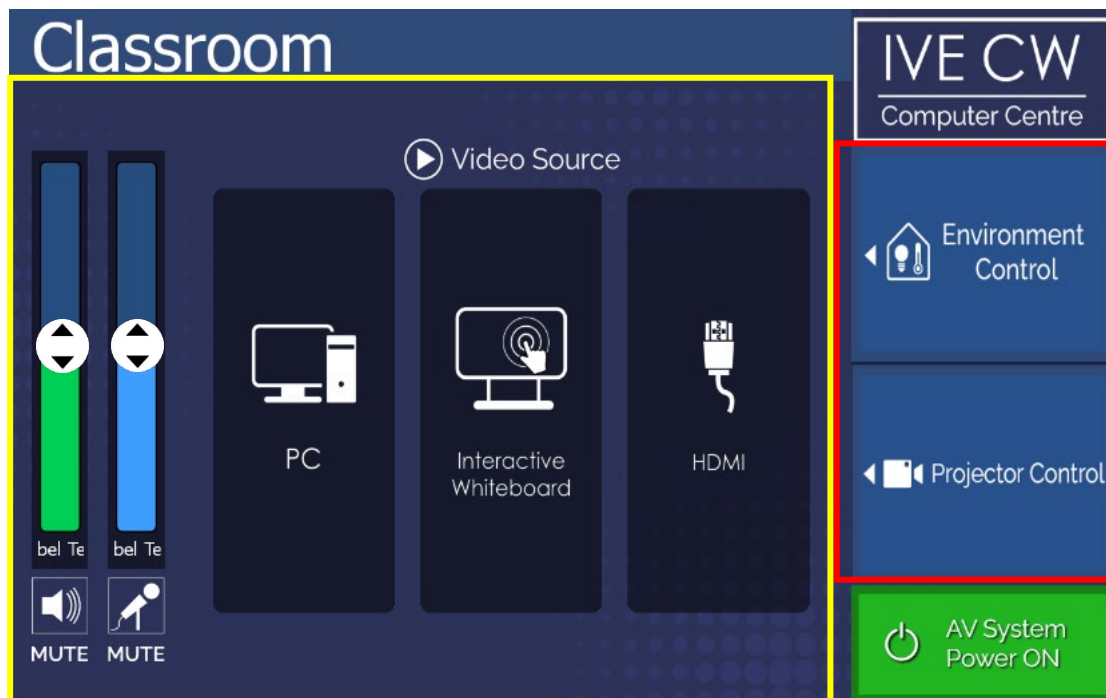 Classroom
IVE CW
Computer Centre
Video Source
PC
Interactive
Whiteboard
HDMI
bel Te
bel Te
MUTE
MUTE
Environment
Control
Projector Control
AV System
Power ON